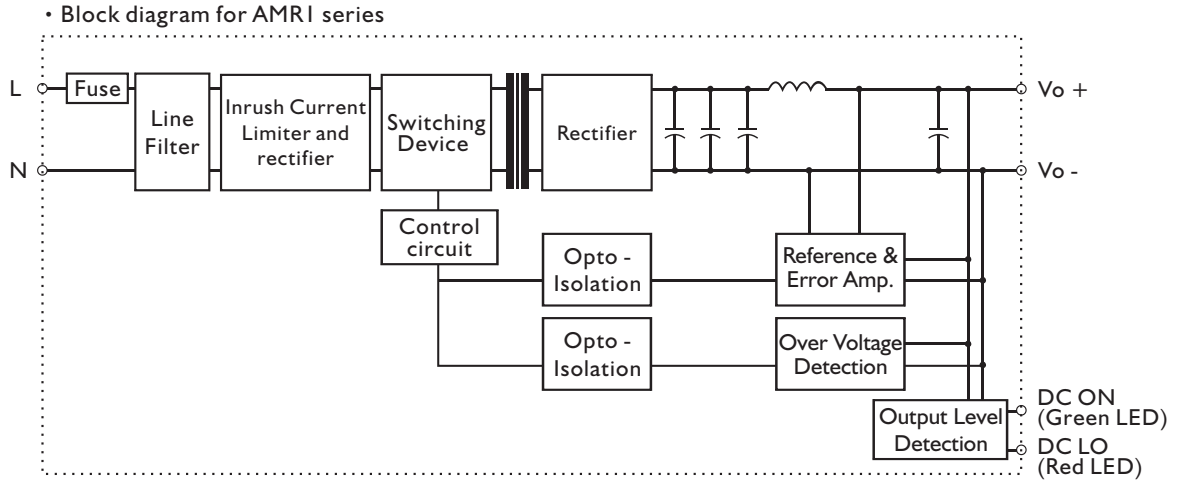 • Block diagram for AMR1 series
L
Fuse
Line
Filter
Inrush Current
Limiter and
rectifier
Switching
Device
Rectifier
Vo +
N
Vo -
Control
circuit
Opto -
Isolation
Reference &
Error Amp.
Opto -
Isolation
Over Voltage
Detection
Output Level
Detection
DC ON
(Green LED)
DC LO
(Red LED)